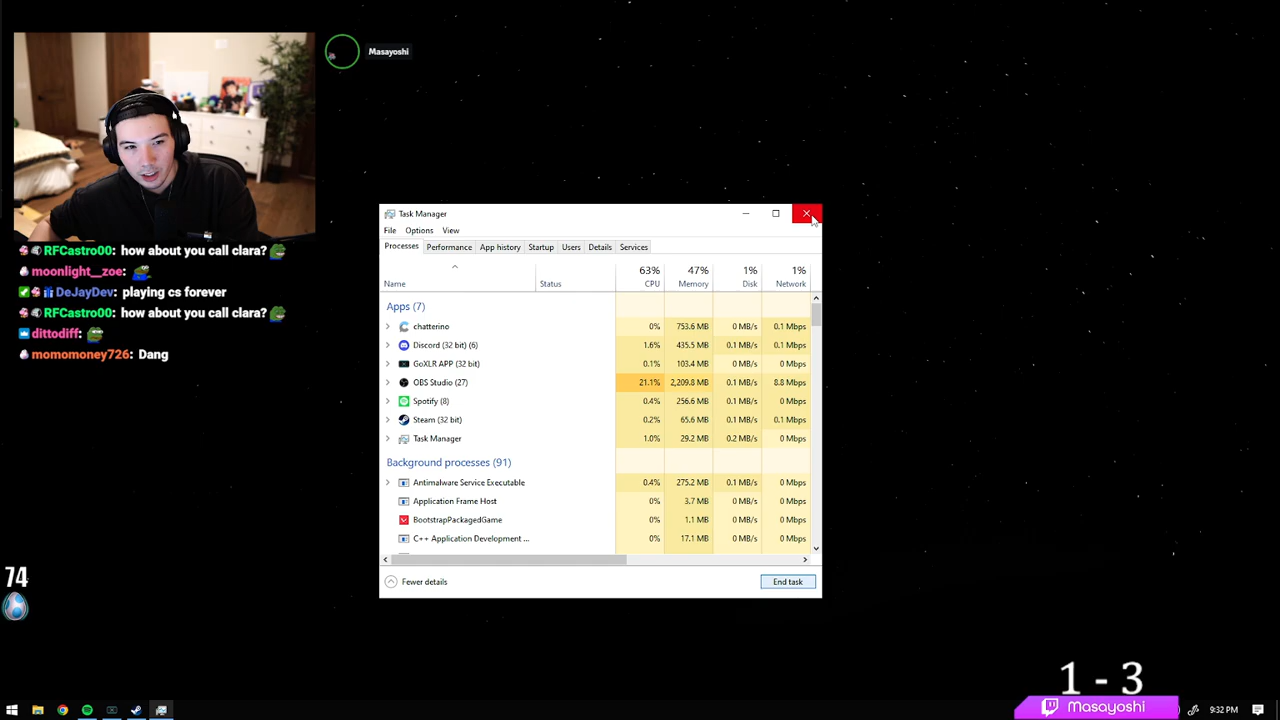 Masayoshi
RFCastro00: how about you call clara?
moonlight__zoe:
DeJayDev: playing cs forever
RFCastro00: how about you call clara?
dittodiff:
momomoney726: Dang
Task Manager
File Options View
Processes Performance App history Startup Users Details Services
63% 47% 1% 1%
Name Status CPU Memory Disk Network
Apps (7)
chatterino 0% 753.6 MB 0 MB/s 0.1 Mbps
Discord (32 bit) (6) 1.6% 435.5 MB 0.1 MB/s 0.1 Mbps
GoXLR APP (32 bit) 0.1% 103.4 MB 0 MB/s 0 Mbps
OBS Studio (27) 21.1% 2,209.8 MB 0.1 MB/s 8.8 Mbps
Spotify (8) 0.4% 256.6 MB 0.1 MB/s 0 Mbps
Steam (32 bit) 0.2% 65.6 MB 0.1 MB/s 0.1 Mbps
Task Manager 1.0% 29.2 MB 0.2 MB/s 0 Mbps
Background processes (91)
Antimalware Service Executable 0.4% 275.2 MB 0.1 MB/s 0 Mbps
Application Frame Host 0% 3.7 MB 0 MB/s 0 Mbps
BootstrapPackagedGame 0% 1.1 MB 0 MB/s 0 Mbps
C++ Application Development ... 0% 17.1 MB 0 MB/s 0 Mbps
Fewer details End task
74
1 - 3
Masayoshi
9:32 PM